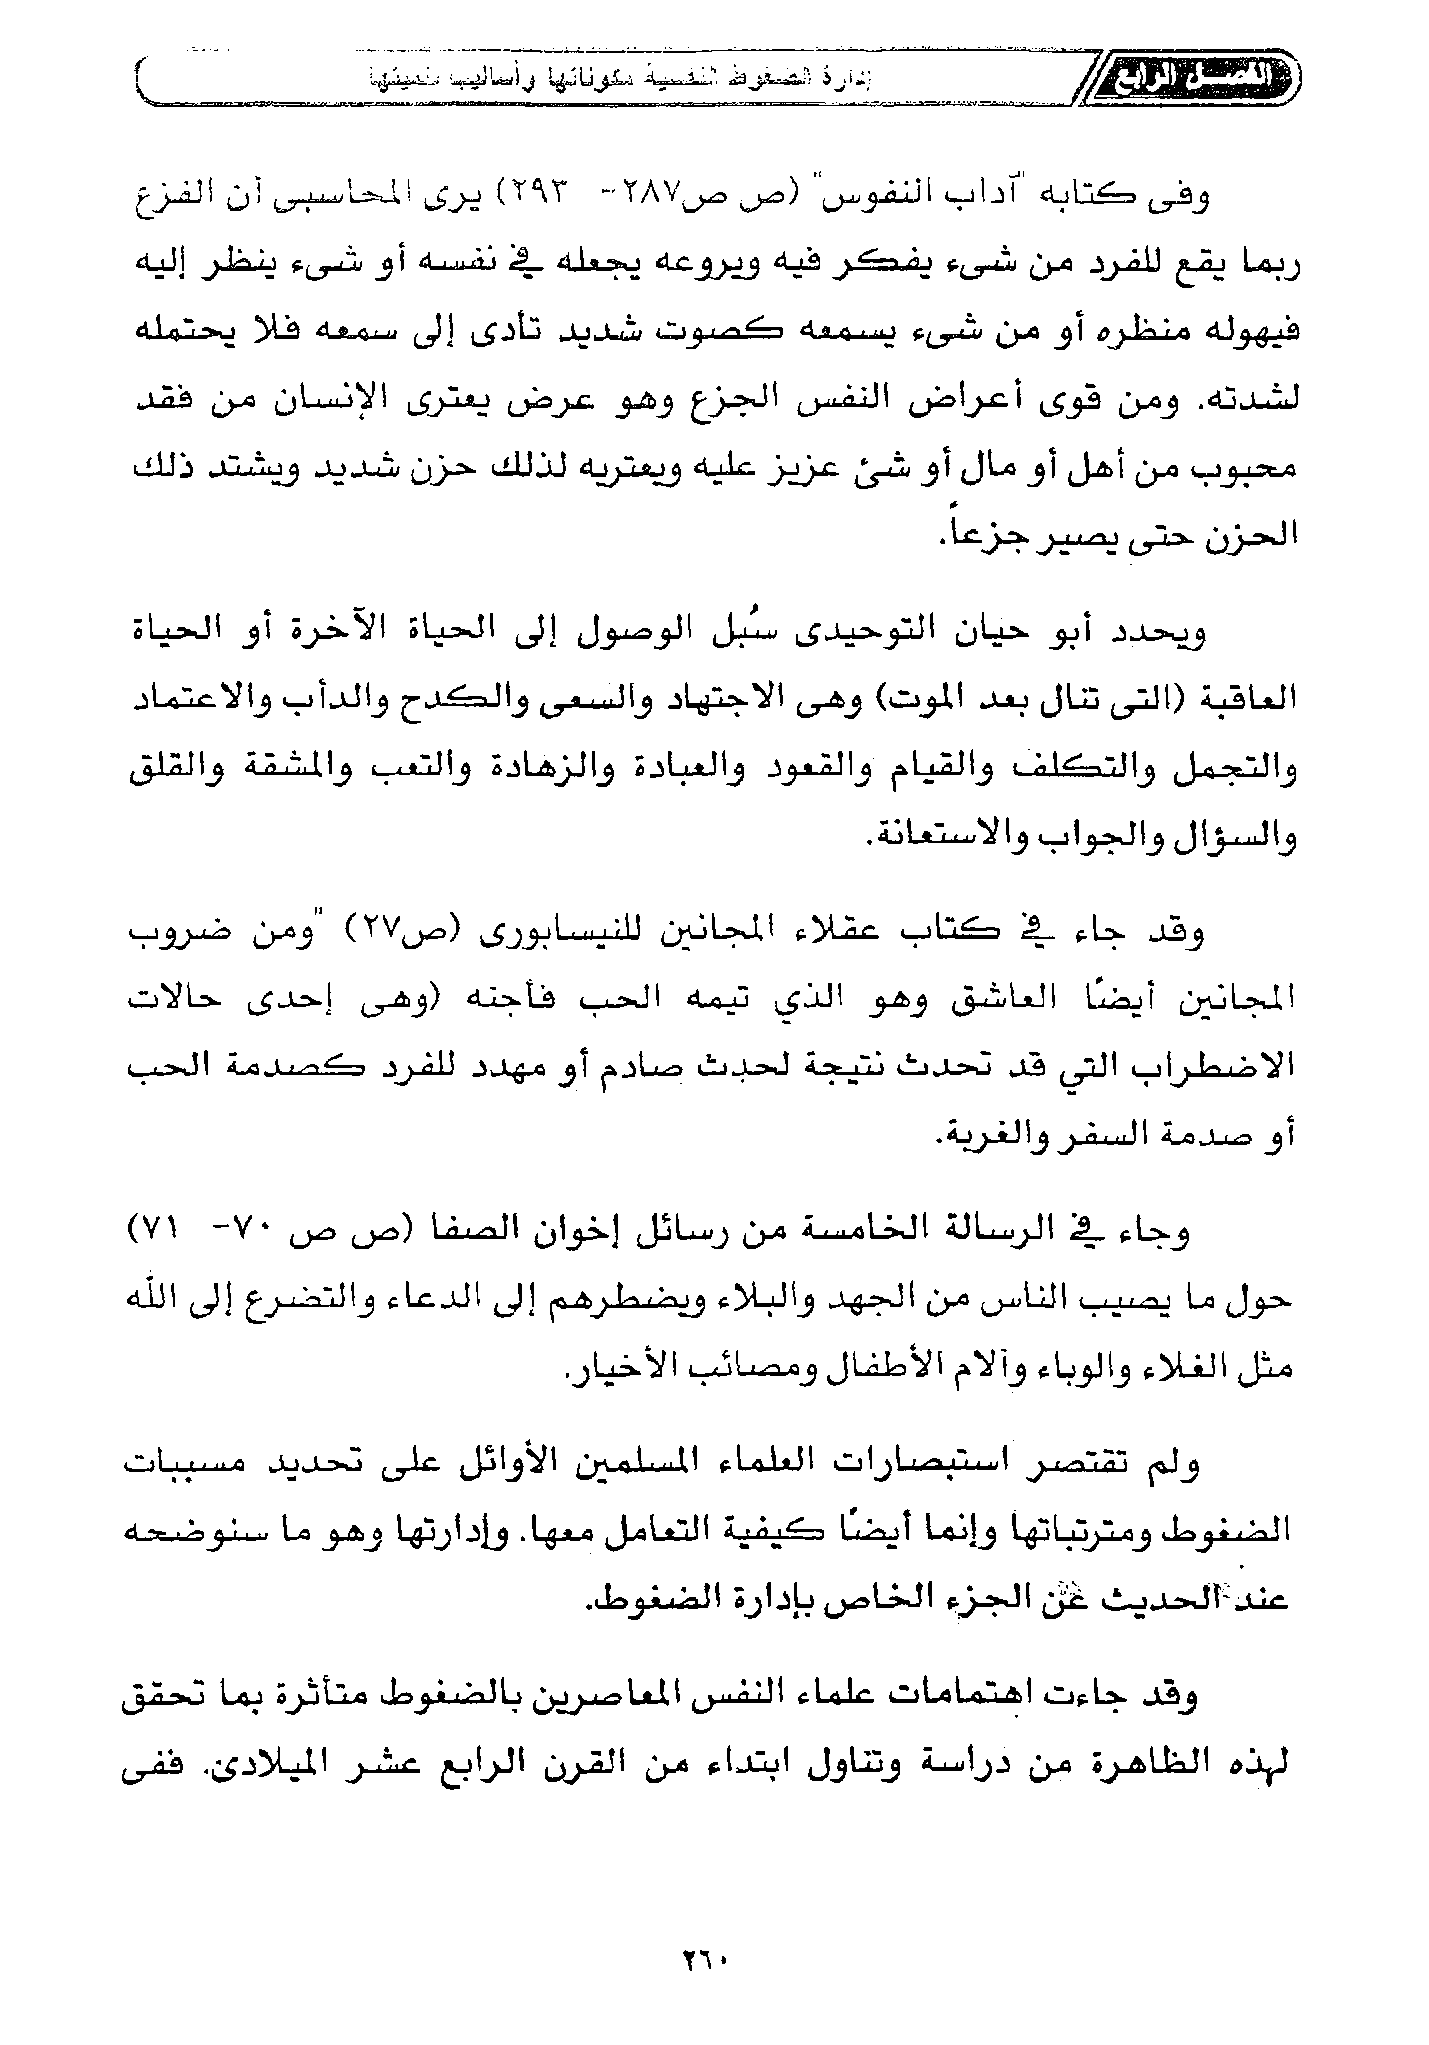 الفصل الرابع
إدارة الضغوط النفسية مكوناتها وأساليب تنميتها
وفى كتابه "آداب النفوس" (ص ص٢٨٧- ٢٩٣) يرى المحاسبى أن الفزع
ربما يقع للفرد من شىء يفكر فيه ويروعه يجعله في نفسه أو شىء ينظر إليه
فيهوله منظره أو من شىء يسمعه كصوت شديد تأدى إلى سمعه فلا يحتمله
لشدته. ومن قوى أعراض النفس الجزع وهو عرض يعترى الإنسان من فقد
محبوب من أهل أو مال أو شئ عزيز عليه ويعتريه لذلك حزن شديد ويشتد ذلك
الحزن حتى يصير جزعاً.
ويحدد أبو حيان التوحيدى سُبل الوصول إلى الحياة الآخرة أو الحياة
العاقبة (التى تنال بعد الموت) وهى الاجتهاد والسعى والكدح والدأب والاعتماد
والتجمل والتكلف والقيام والقعود والعبادة والزهادة والتعب والمشقة والقلق
والسؤال والجواب والاستعانة.
وقد جاء في كتاب عقلاء المجانين للنيسابورى (ص٢٧) "ومن ضروب
المجانين أيضاً العاشق وهو الذي تيمه الحب فأجنه (وهى إحدى حالات
الاضطراب التي قد تحدث نتيجة لحدث صادم أو مهدد للفرد كصدمة الحب
أو صدمة السفر والغربة.
وجاء في الرسالة الخامسة من رسائل إخوان الصفا (ص ص ٧٠- ٧١)
حول ما يصيب الناس من الجهد والبلاء ويضطرهم إلى الدعاء والتضرع إلى الله
مثل الغلاء والوباء وآلام الأطفال ومصائب الأخيار.
ولم تقتصر استبصارات العلماء المسلمين الأوائل على تحديد مسببات
الضغوط ومترتباتها وإنما أيضاً كيفية التعامل معها. وإدارتها وهو ما سنوضحه
عند الحديث عن الجزء الخاص بإدارة الضغوط.
وقد جاءت اهتمامات علماء النفس المعاصرين بالضغوط متأثرة بما تحقق
لهذه الظاهرة من دراسة وتناول ابتداء من القرن الرابع عشر الميلادى. ففى
٢٦٠